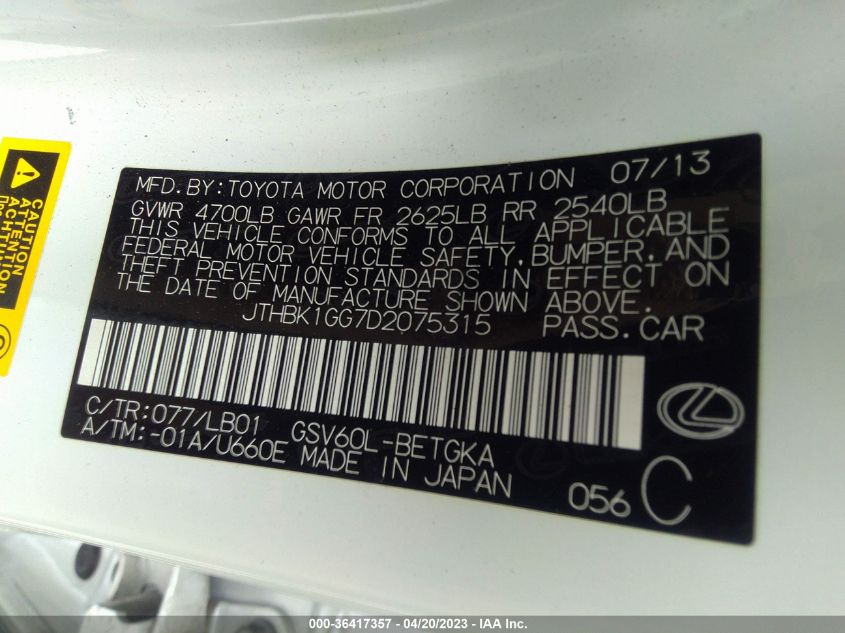 MFD. BY: TOYOTA MOTOR CORPORATION 07/13
GVWR 4700LB GAWR FR 2625LB RR 2540LB
THIS VEHICLE CONFORMS TO ALL APPLICABLE
FEDERAL MOTOR VEHICLE SAFETY, BUMPER, AND
THEFT PREVENTION STANDARDS IN EFFECT ON
THE DATE OF MANUFACTURE SHOWN ABOVE.
JTHBK1GG7D2075315 PASS. CAR
C/TR: 077/LB01 GSV60L-BETGKA
A/TM: -01A/U660E MADE IN JAPAN
056 C
CAUTION
ATTENTION
000-36417357 - 04/20/2023 - IAA Inc.